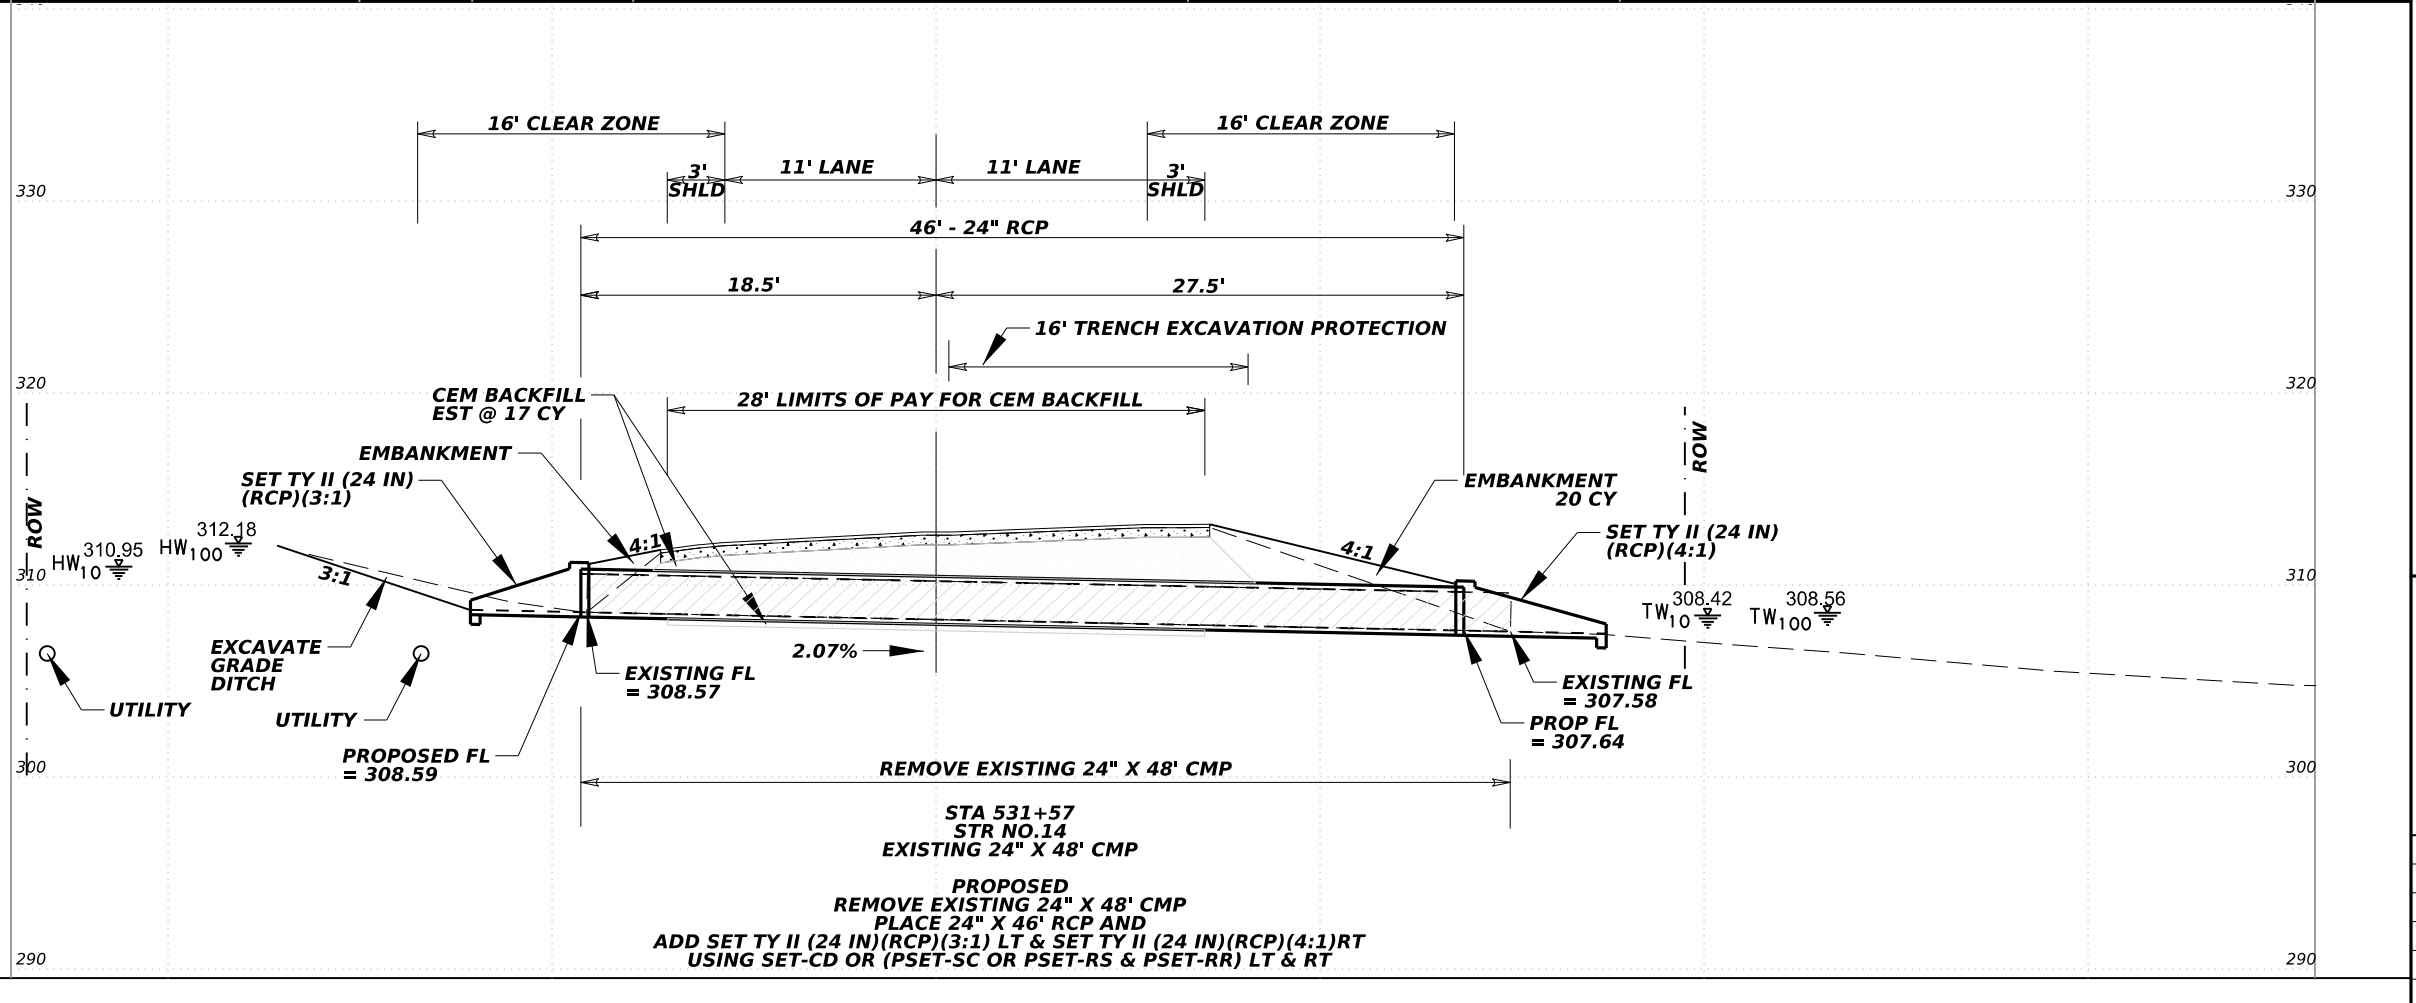 16' CLEAR ZONE
16' CLEAR ZONE
3'
SHLD
11' LANE
11' LANE
3'
SHLD
330
330
46' - 24" RCP
18.5'
27.5'
16' TRENCH EXCAVATION PROTECTION
320
320
CEM BACKFILL
EST @ 17 CY
28' LIMITS OF PAY FOR CEM BACKFILL
EMBANKMENT
SET TY II (24 IN)
(RCP)(3:1)
ROW
ROW
EMBANKMENT
20 CY
SET TY II (24 IN)
(RCP)(4:1)
HW10 310.95
HW100 312.18
4:1
4:1
3:1
310
310
TW10 308.42
TW100 308.56
EXCAVATE
GRADE
DITCH
2.07%
EXISTING FL
= 308.57
EXISTING FL
= 307.58
UTILITY
UTILITY
PROP FL
= 307.64
PROPOSED FL
= 308.59
300
300
REMOVE EXISTING 24" X 48' CMP
STA 531+57
STR NO.14
EXISTING 24" X 48' CMP
PROPOSED
REMOVE EXISTING 24" X 48' CMP
PLACE 24" X 46' RCP AND
ADD SET TY II (24 IN)(RCP)(3:1) LT & SET TY II (24 IN)(RCP)(4:1)RT
USING SET-CD OR (PSET-SC OR PSET-RS & PSET-RR) LT & RT
290
290